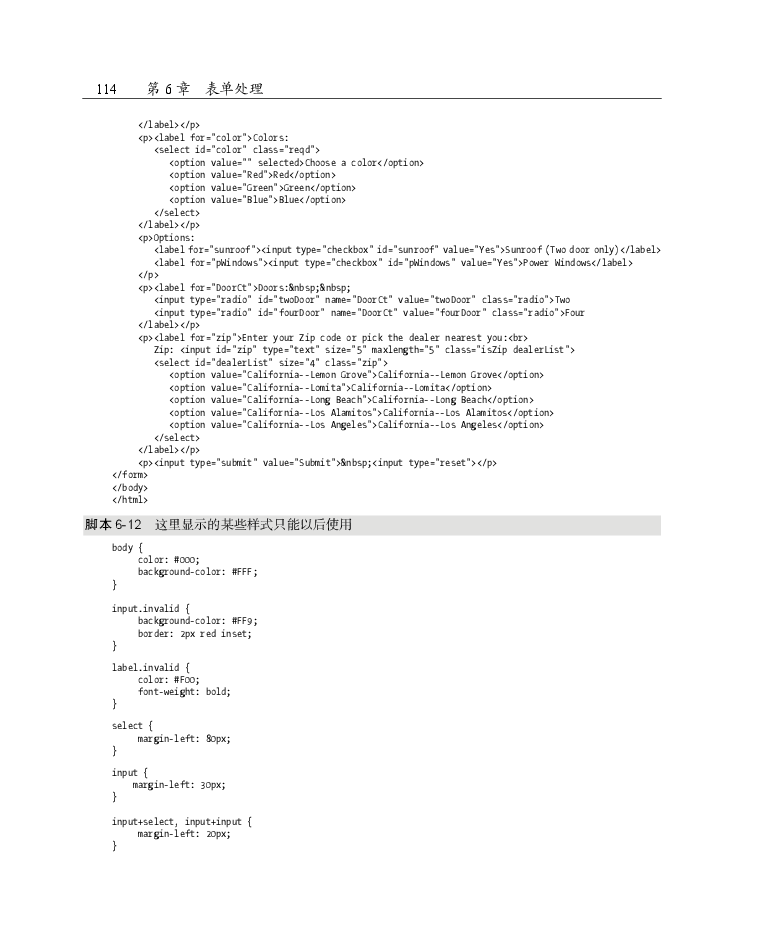 114 第 6 章 表单处理
</label></p>
<p><label for="color">Colors:
<select id="color" class="reqd">
<option value="" selected>Choose a color</option>
<option value="Red">Red</option>
<option value="Green">Green</option>
<option value="Blue">Blue</option>
</select>
</label></p>
<p>Options:
<label for="sunroof"><input type="checkbox" id="sunroof" value="Yes">Sunroof (Two door only)</label>
<label for="pWindows"><input type="checkbox" id="pWindows" value="Yes">Power Windows</label>
</p>
<p><label for="DoorCt">Doors:&nbsp;&nbsp;
<input type="radio" id="twoDoor" name="DoorCt" value="twoDoor" class="radio">Two
<input type="radio" id="fourDoor" name="DoorCt" value="fourDoor" class="radio">Four
</label></p>
<p><label for="zip">Enter your Zip code or pick the dealer nearest you:<br>
Zip: <input id="zip" type="text" size="5" maxlength="5" class="isZip dealerList">
<select id="dealerList" size="4" class="zip">
<option value="California--Lemon Grove">California--Lemon Grove</option>
<option value="California--Lomita">California--Lomita</option>
<option value="California--Long Beach">California--Long Beach</option>
<option value="California--Los Alamitos">California--Los Alamitos</option>
<option value="California--Los Angeles">California--Los Angeles</option>
</select>
</label></p>
<p><input type="submit" value="Submit">&nbsp;<input type="reset"></p>
</form>
</body>
</html>
脚本 6-12 这里显示的某些样式只能以后使用
body {
color: #000;
background-color: #FFF;
}
input.invalid {
background-color: #FF9;
border: 2px red inset;
}
label.invalid {
color: #F00;
font-weight: bold;
}
select {
margin-left: 80px;
}
input {
margin-left: 30px;
}
input+select, input+input {
margin-left: 20px;
}